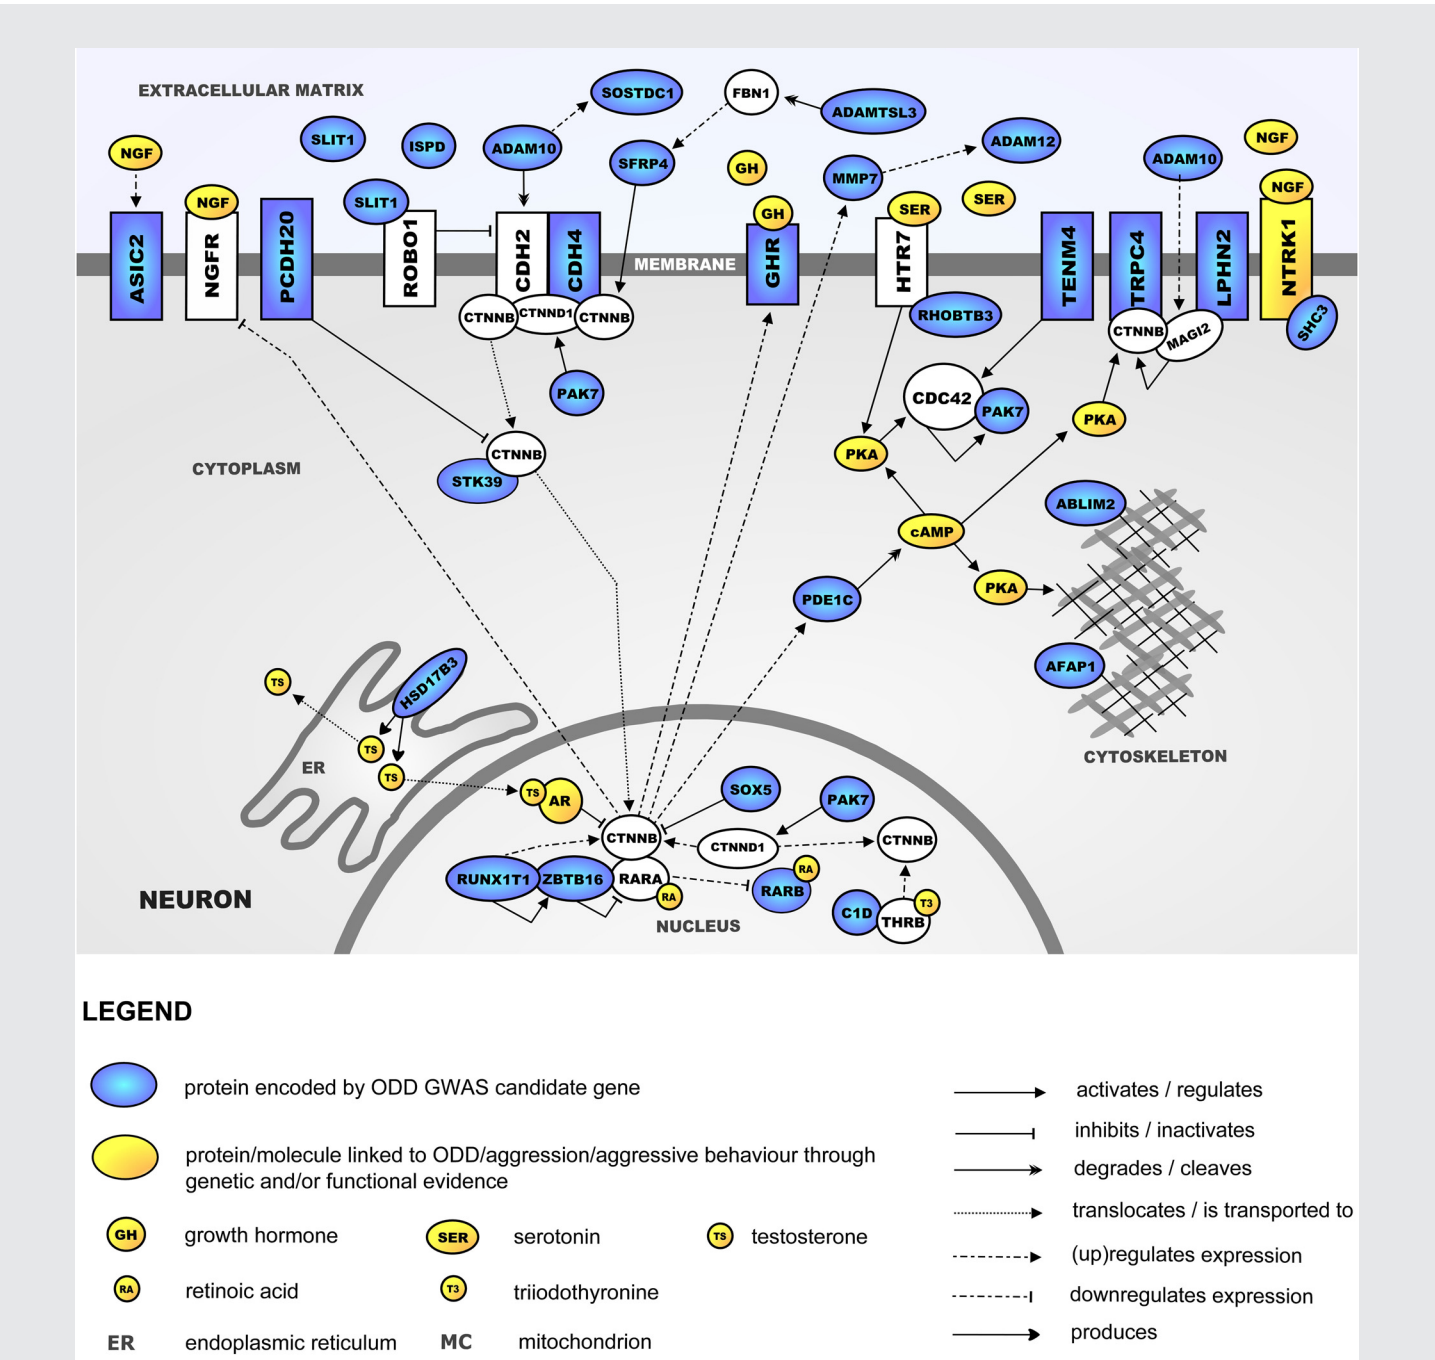 EXTRACELLULAR MATRIX
SOSTDC1
FBN1
ADAMTSL3
SLIT1
ISPD
ADAM10
SFRP4
GH
MMP7
ADAM12
NGF
ADAM10
NGF
SLIT1
NGF
GH
SER
SER
NGF
ASIC2
NGFR
PCDH20
ROBO1
CDH2
CDH4
MEMBRANE
GHR
HTR7
TENM4
TRPC4
LPHN2
NTRK1
CTNNB
CTNND1
CTNNB
RHOBTB3
CTNNB
MAGI2
SHC3
PAK7
CDC42
PAK7
PKA
CTNNB
PKA
CYTOPLASM
STK39
ABLIM2
cAMP
PDE1C
PKA
HSD17B3
AFAP1
TS
TS
ER
TS
CYTOSKELETON
TS
AR
SOX5
PAK7
CTNNB
CTNND1
CTNNB
RUNX1T1
ZBTB16
RARA
RA
RARB
RA
NEURON
NUCLEUS
C1D
THRB
T3
LEGEND
protein encoded by ODD GWAS candidate gene
protein/molecule linked to ODD/aggression/aggressive behaviour through
genetic and/or functional evidence
GH growth hormone
SER serotonin
TS testosterone
RA retinoic acid
T3 triiodothyronine
ER endoplasmic reticulum
MC mitochondrion
activates / regulates
inhibits / inactivates
degrades / cleaves
translocates / is transported to
(up)regulates expression
downregulates expression
produces